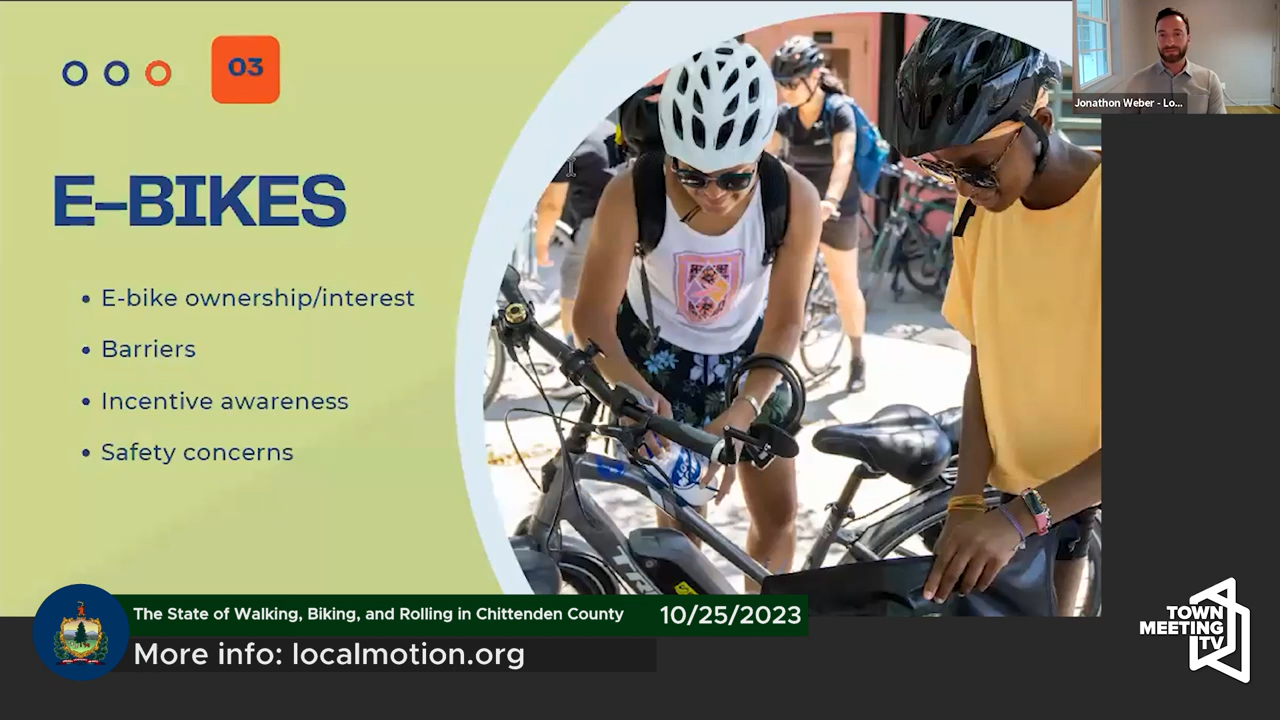 03
Jonathon Weber - Lo...
E-BIKES
E-bike ownership/interest
Barriers
Incentive awareness
Safety concerns
The State of Walking, Biking, and Rolling in Chittenden County
10/25/2023
More info: localmotion.org
TOWN
MEETING
TV